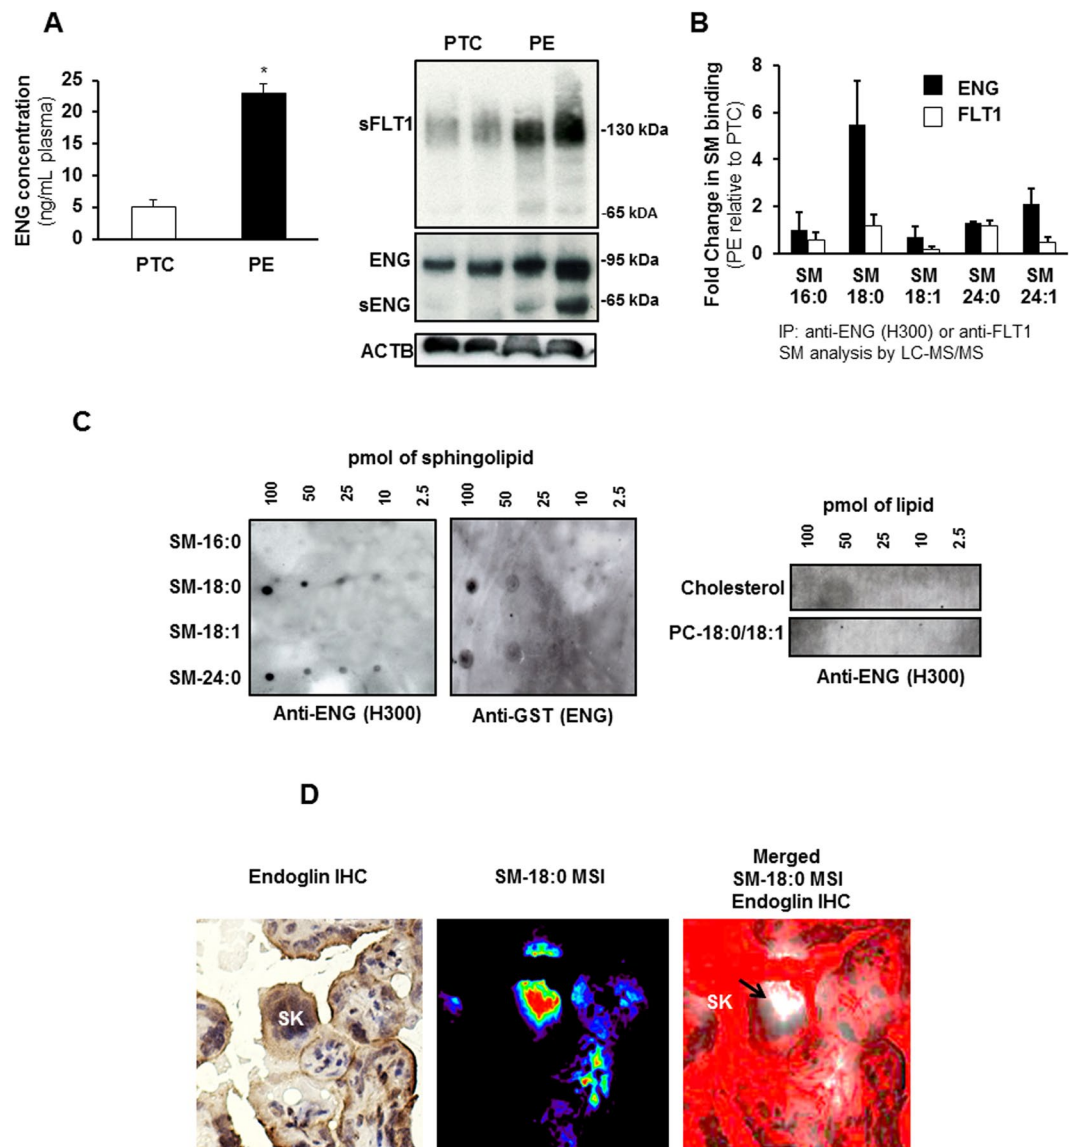 A
ENG concentration
(ng/mL plasma)
25
20
15
10
5
0
*
PTC
PE
PTC PE
sFLT1
-130 kDa
-65 kDA
ENG
-95 kDa
sENG
-65 kDa
ACTB
B
Fold Change in SM binding
(PE relative to PTC)
8
6
4
2
0
ENG
FLT1
SM SM SM SM SM
16:0 18:0 18:1 24:0 24:1
IP: anti-ENG (H300) or anti-FLT1
SM analysis by LC-MS/MS
C
pmol of sphingolipid
100 50 25 10 2.5
100 50 25 10 2.5
SM-16:0
SM-18:0
SM-18:1
SM-24:0
Anti-ENG (H300)
Anti-GST (ENG)
pmol of lipid
100 50 25 10 2.5
Cholesterol
PC-18:0/18:1
Anti-ENG (H300)
D
Endoglin IHC
SM-18:0 MSI
Merged
SM-18:0 MSI
Endoglin IHC
SK
SK